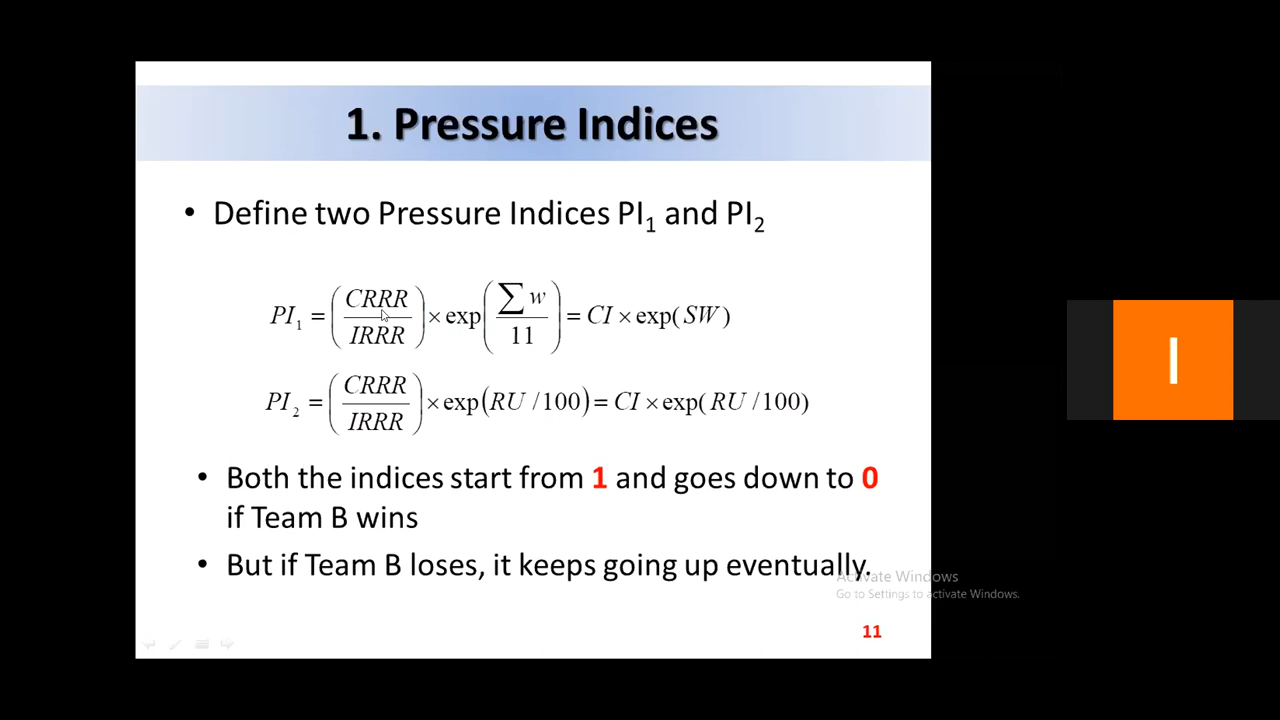 1. Pressure Indices
• Define two Pressure Indices PI₁ and PI₂
PI₁ = (CRRR / IRRR) × exp(∑w / 11) = CI × exp(SW)
PI₂ = (CRRR / IRRR) × exp(RU /100) = CI × exp(RU /100)
• Both the indices start from 1 and goes down to 0
if Team B wins
• But if Team B loses, it keeps going up eventually.
Activate Windows
Go to Settings to activate Windows.
11
I